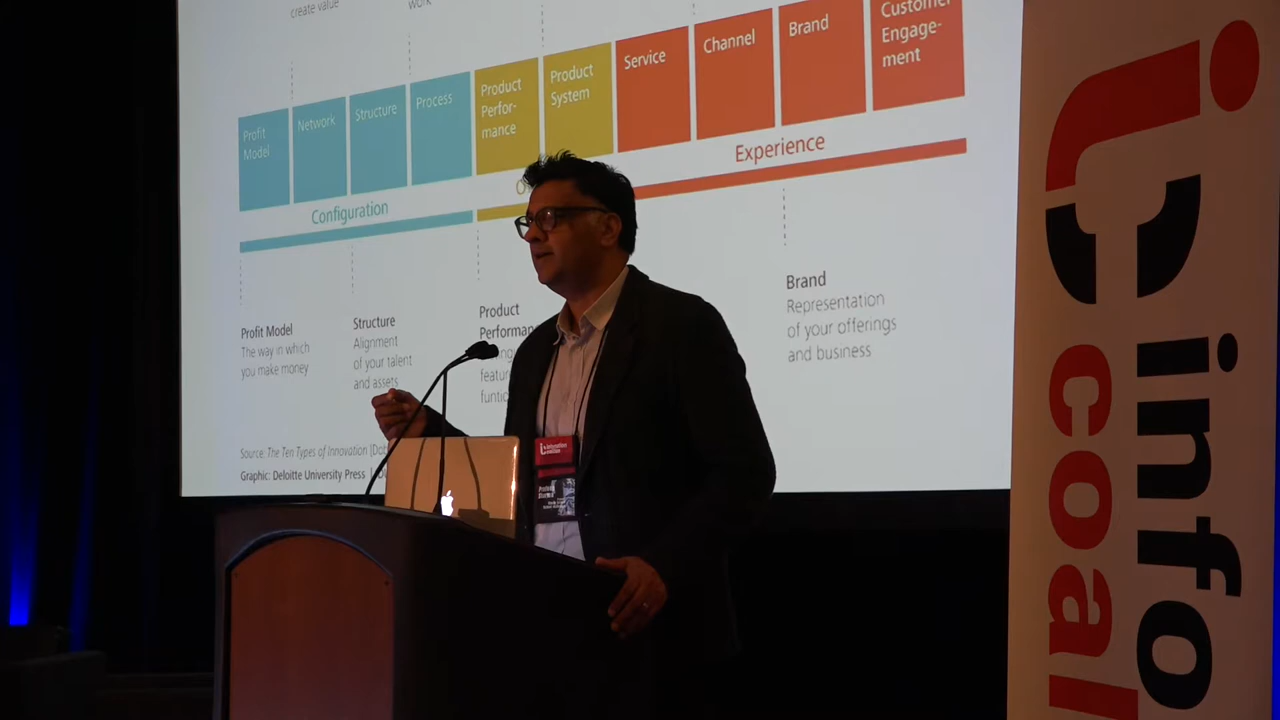 create value
work
Profit
Model
Network
Structure
Process
Product
Perfor-
mance
Product
System
Service
Channel
Brand
Customer
Engage-
ment
Configuration
Experience
Profit Model
The way in which
you make money
Structure
Alignment
of your talent
and assets
Product
Brand
Representation
of your offerings
and business
Source: The Ten Types of Innovation
Graphic: Deloitte University Press
info
coal